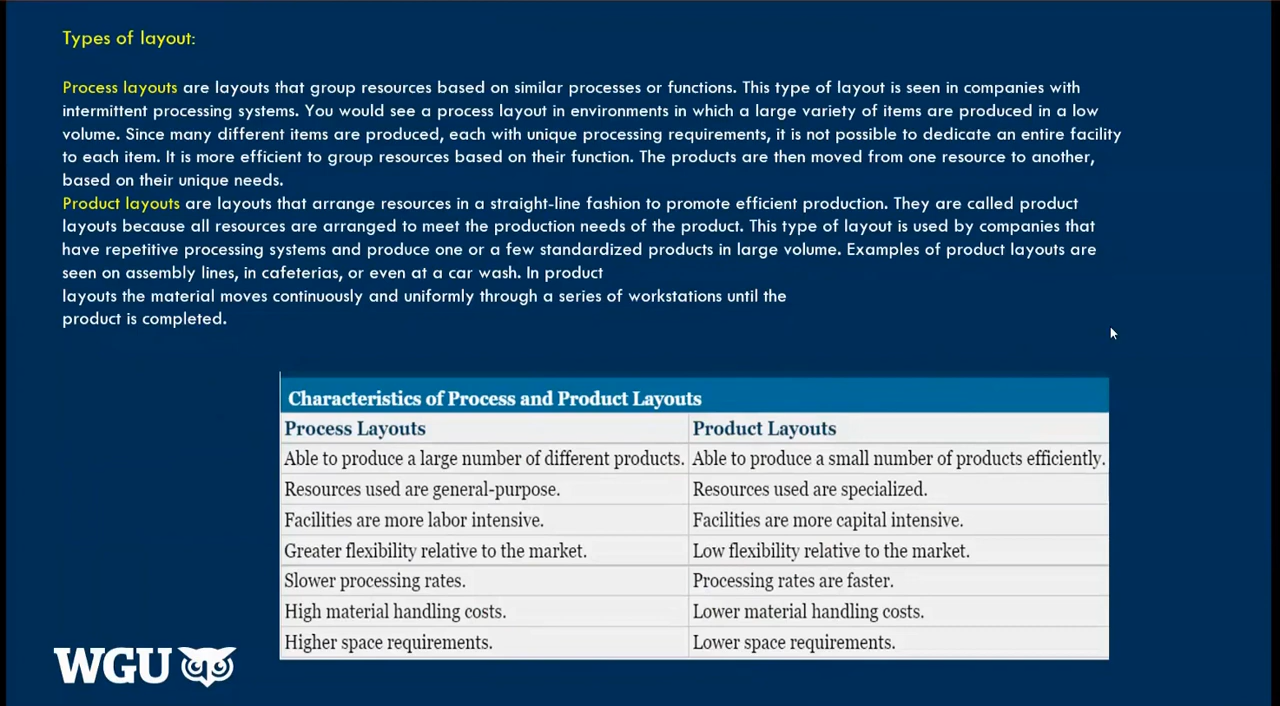 Types of layout:
Process layouts are layouts that group resources based on similar processes or functions. This type of layout is seen in companies with
intermittent processing systems. You would see a process layout in environments in which a large variety of items are produced in a low
volume. Since many different items are produced, each with unique processing requirements, it is not possible to dedicate an entire facility
to each item. It is more efficient to group resources based on their function. The products are then moved from one resource to another,
based on their unique needs.
Product layouts are layouts that arrange resources in a straight-line fashion to promote efficient production. They are called product
layouts because all resources are arranged to meet the production needs of the product. This type of layout is used by companies that
have repetitive processing systems and produce one or a few standardized products in large volume. Examples of product layouts are
seen on assembly lines, in cafeterias, or even at a car wash. In product
layouts the material moves continuously and uniformly through a series of workstations until the
product is completed.
Characteristics of Process and Product Layouts
Process Layouts Product Layouts
Able to produce a large number of different products. Able to produce a small number of products efficiently.
Resources used are general-purpose. Resources used are specialized.
Facilities are more labor intensive. Facilities are more capital intensive.
Greater flexibility relative to the market. Low flexibility relative to the market.
Slower processing rates. Processing rates are faster.
High material handling costs. Lower material handling costs.
Higher space requirements. Lower space requirements.
WGU